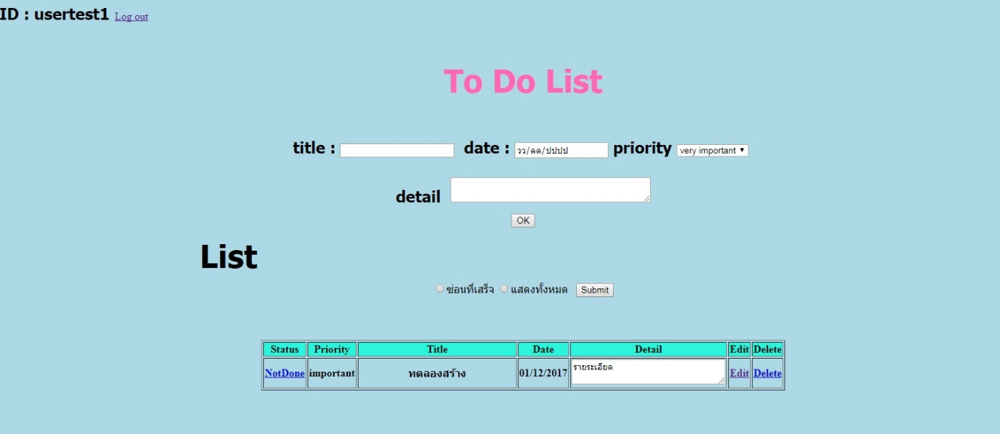 ID : usertest1 Log out
To Do List
title : date : วว/ดด/ปปปป priority very important
detail
OK
List
ซ่อนที่เสร็จ แสดงทั้งหมด Submit
Status Priority Title Date Detail Edit Delete
NotDone important ทดลองสร้าง 01/12/2017 รายระเอียด Edit Delete